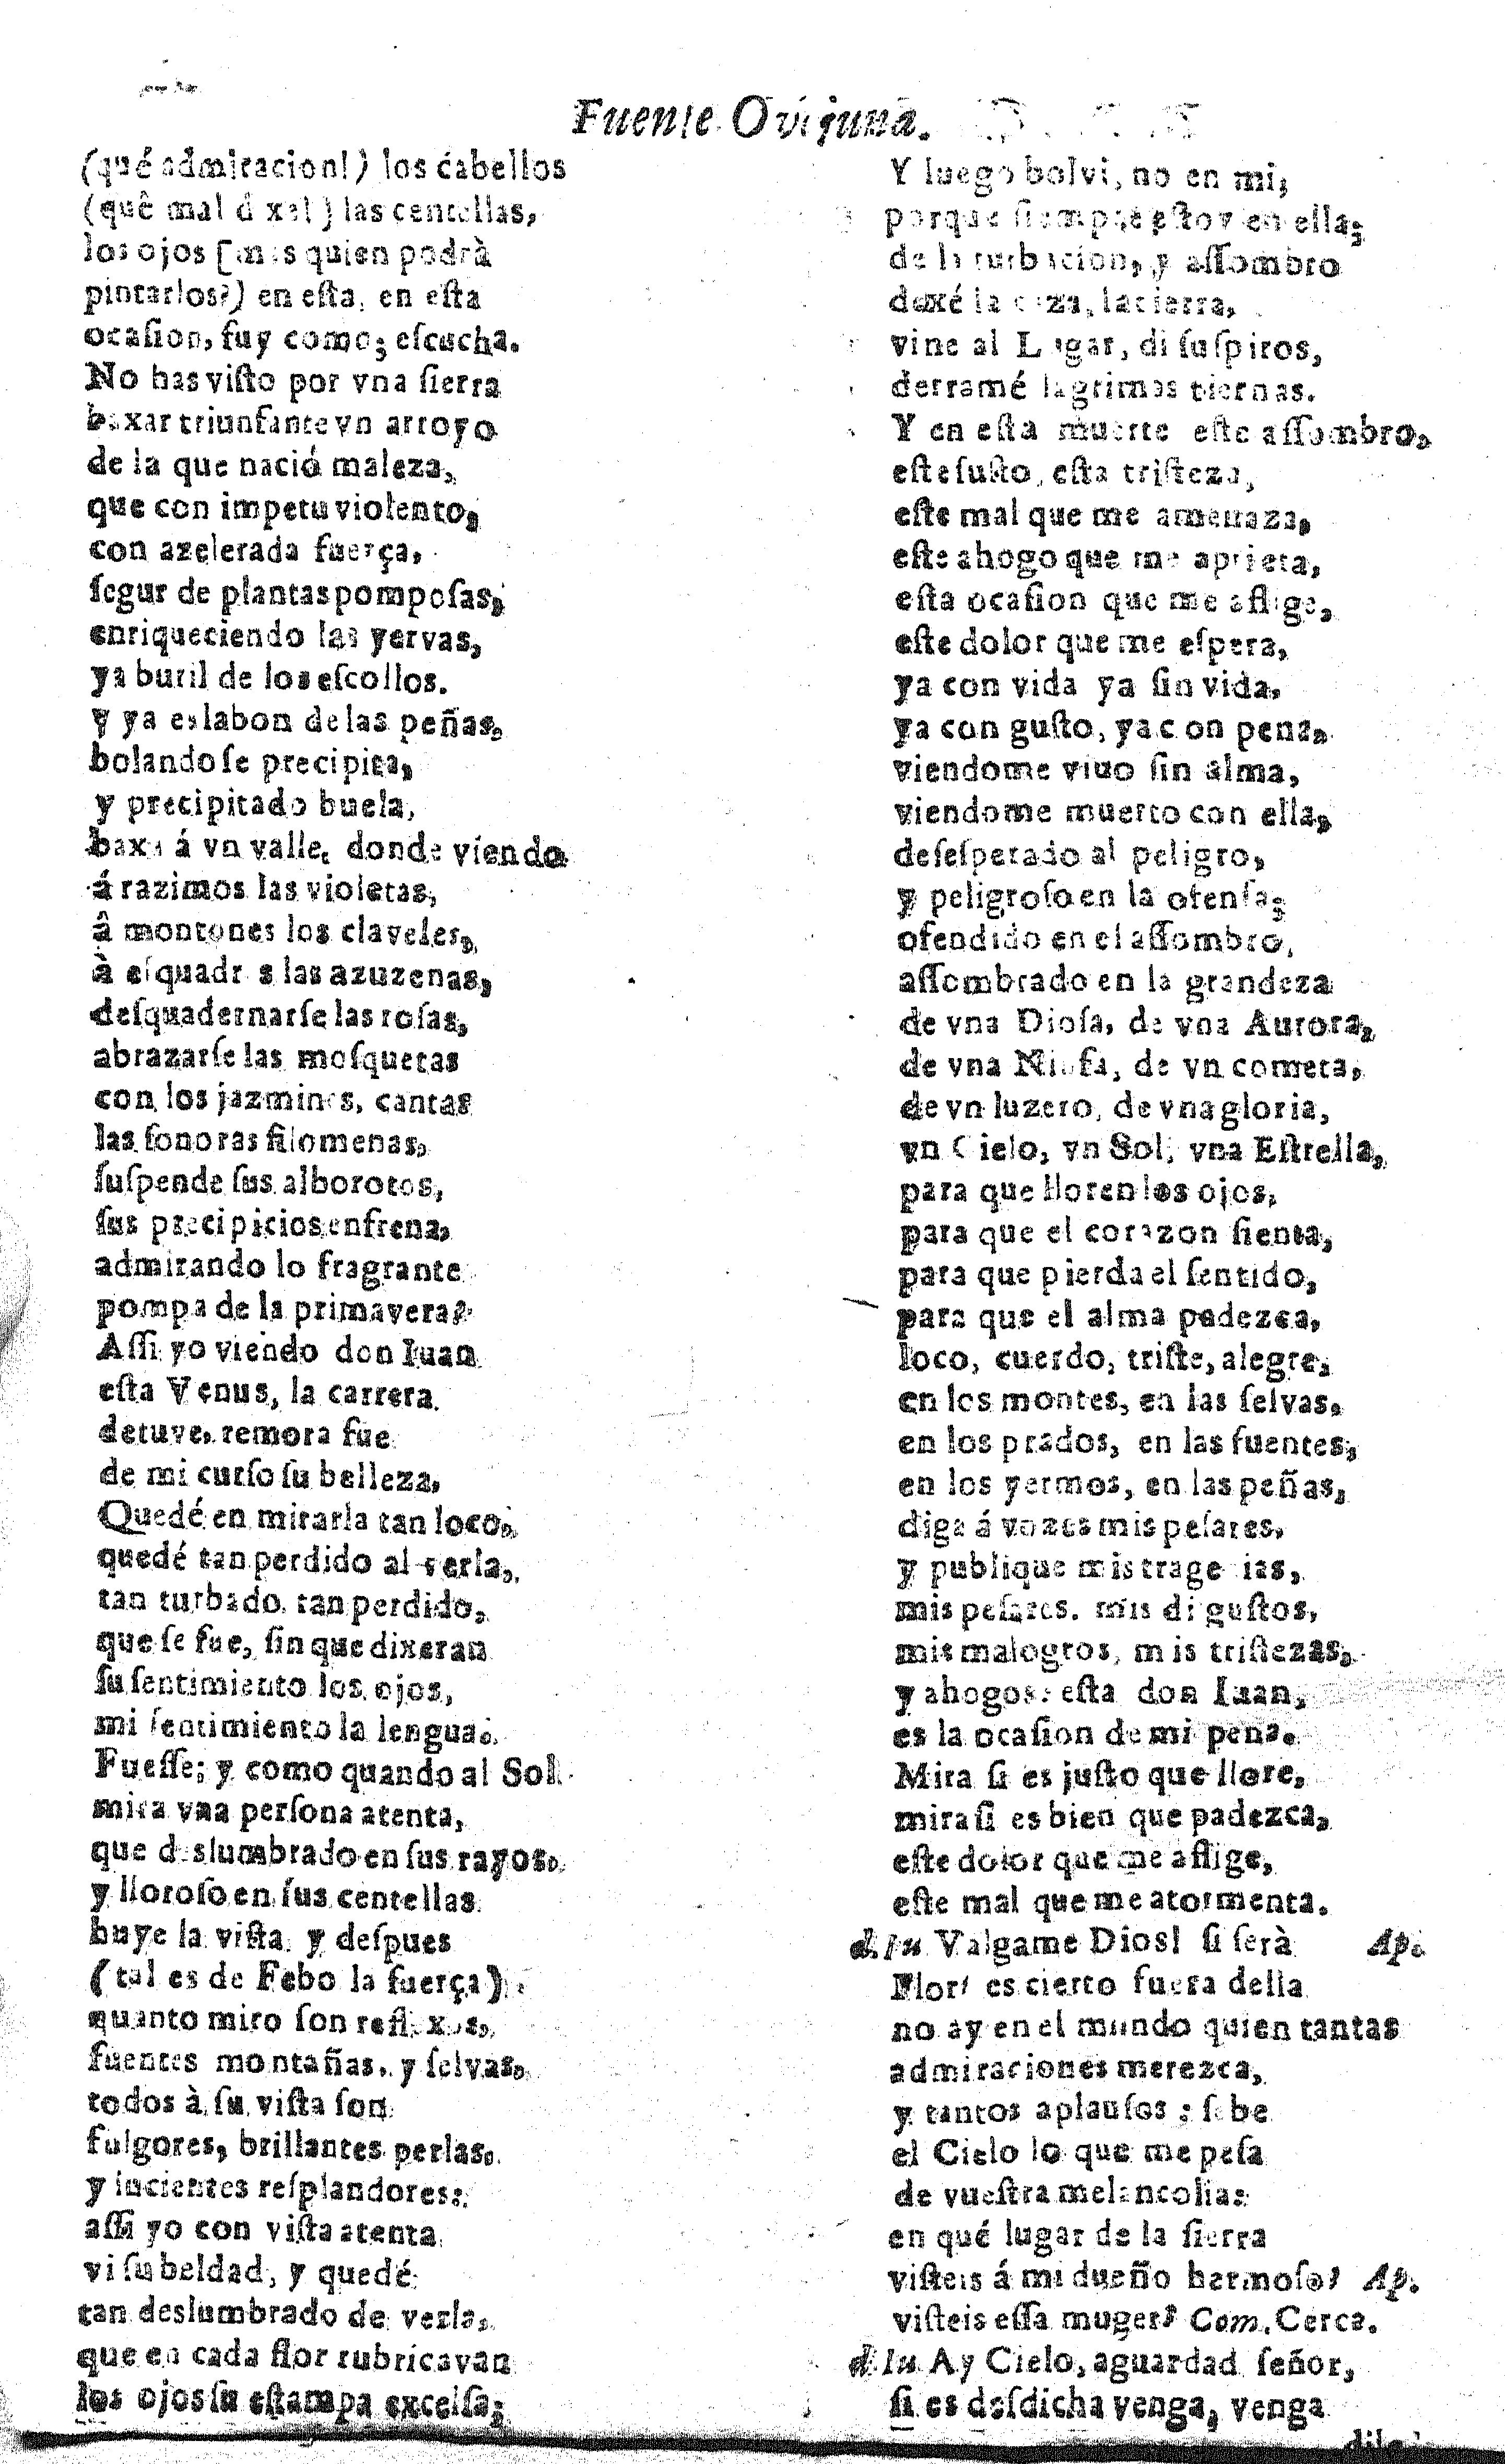 Fuente Ovijuna.
(qué admiracion!) los cabellos
(quê mal dixe!) las centellas,
los ojos [mas quien podrà
pintarlos?) en esta, en esta
ocasion, fuy como; escucha.
No has visto por vna sierra
baxar triunfante vn arroyo
de la que nació maleza,
que con impetu violento,
con azelerada fuerça,
segur de plantas pomposas,
enriqueciendo las yervas,
ya buril de los escollos.
y ya eslabon de las peñas,
bolando se precipita,
y precipitado buela,
baxa á vn valle, donde viendo
á razimos las violetas,
â montones los claveles,
à esquadras las azuzenas,
desquadernarse las rosas,
abrazarse las mosquetas
con los jazmines, cantas
las sonoras filomenas,
suspende sus alborotos,
sus precipicios enfrena,
admirando lo fragrante
pompa de la primavera?
Assi yo viendo don Iuan
esta Venus, la carrera
detuve, remora fue
de mi curso su belleza,
Quedé en mirarla tan loco,
quedé tan perdido al verla,
tan turbado, tan perdido,
que se fue, sin que dixeran
su sentimiento los ojos,
mi sentimiento la lengua.
Fuesse; y como quando al Sol
mira vna persona atenta,
que deslumbrado en sus rayos,
y lloroso en sus centellas
huye la vista, y despues
(tal es de Febo la fuerça)
quanto miro son reflexos,
fuentes montañas, y selvas,
todos à su vista son
fulgores, brillantes perlas,
y lucientes resplandores:
assi yo con vista atenta
vi su beldad, y quedé
tan deslumbrado de verla,
que en cada flor rubricavan
los ojos su estampa excelsa;
Y luego bolvi, no en mi;
porque siempre estoy en ella;
de la turbacion, y assombro
dexé la caza, la tierra,
vine al Lugar, di suspiros,
derramé lagrimas tiernas.
Y en esta muerte este assombro,
este susto, esta tristeza,
este mal que me amenaza,
este ahogo que me aprieta,
esta ocasion que me aflige,
este dolor que me espera,
ya con vida ya sin vida,
ya con gusto, ya con pena,
viendome viuo sin alma,
viendome muerto con ella,
desesperado al peligro,
y peligroso en la ofensa;
ofendido en el assombro,
assombrado en la grandeza
de vna Diosa, de vna Aurora,
de vna Ninfa, de vn cometa,
de vn luzero, de vna gloria,
vn Cielo, vn Sol, vna Estrella,
para que lloren los ojos,
para que el corazon sienta,
para que pierda el sentido,
para que el alma padezca,
loco, cuerdo, triste, alegre,
en los montes, en las selvas,
en los prados, en las fuentes,
en los yermos, en las peñas,
diga á vozes mis pesares,
y publique mis tragedias,
mis pesares, mis disgustos,
mis malogros, mis tristezas,
y ahogos: esta don Iuan,
es la ocasion de mi pena.
Mira si es justo que llore,
mira si es bien que padezca,
este dolor que me aflige,
este mal que me atormenta.
d. Iu Valgame Dios! si serà Ap.
Flor? es cierto fuera della
no ay en el mundo quien tantas
admiraciones merezca,
y tantos aplausos; sabe
el Cielo lo que me pesa
de vuestra melancolia:
en qué lugar de la sierra
visteis á mi dueño hermoso? Ap.
visteis essa muger? Com. Cerca.
d. Iu Ay Cielo, aguardad señor,
si es desdicha venga, venga